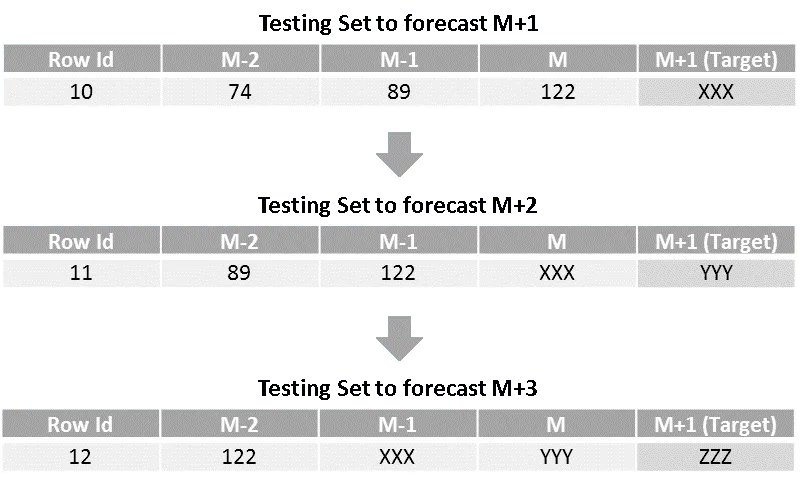 Testing Set to forecast M+1
Row Id M-2 M-1 M M+1 (Target)
10 74 89 122 XXX
Testing Set to forecast M+2
Row Id M-2 M-1 M M+1 (Target)
11 89 122 XXX YYY
Testing Set to forecast M+3
Row Id M-2 M-1 M M+1 (Target)
12 122 XXX YYY ZZZ